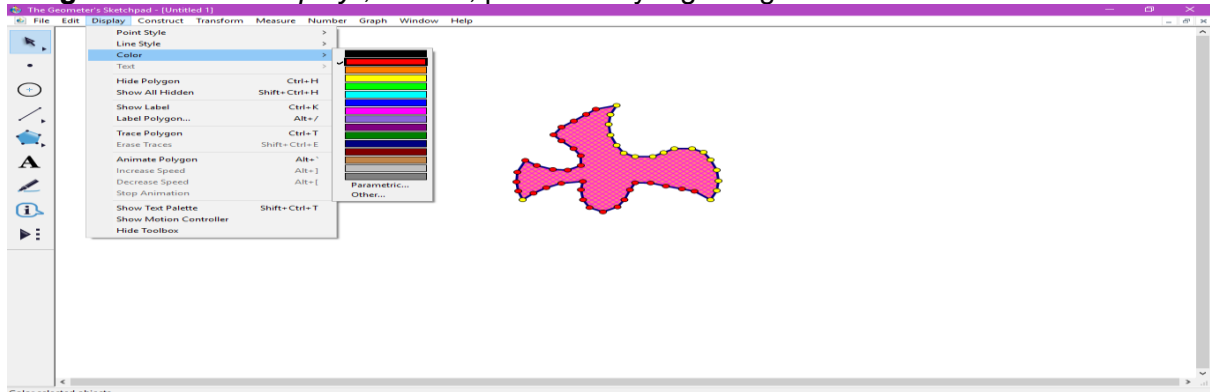 The Geometer's Sketchpad - [Untitled 1]
File Edit Display Construct Transform Measure Number Graph Window Help
Point Style >
Line Style >
Color >
Text >
Hide Polygon Ctrl+H
Show All Hidden Shift+Ctrl+H
Show Label Ctrl+K
Label Polygon... Alt+/
Trace Polygon Ctrl+T
Erase Traces Shift+Ctrl+E
Animate Polygon Alt+`
Increase Speed Alt+]
Decrease Speed Alt+[
Stop Animation
Show Text Palette Shift+Ctrl+T
Show Motion Controller
Hide Toolbox
Parametric...
Other...
A